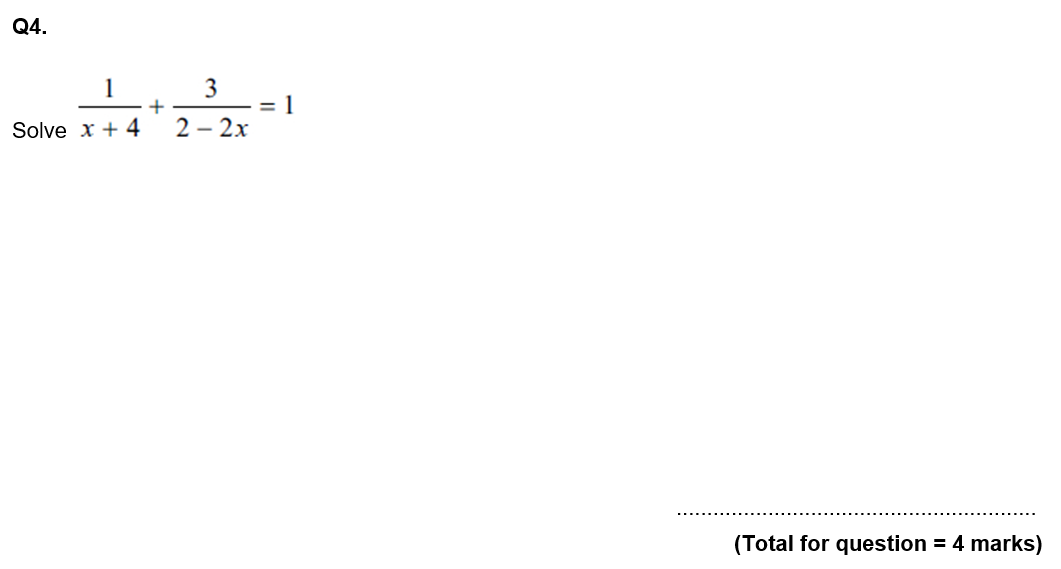 Q4.
Solve 1/(x + 4) + 3/(2 – 2x) = 1
...........................................................
(Total for question = 4 marks)